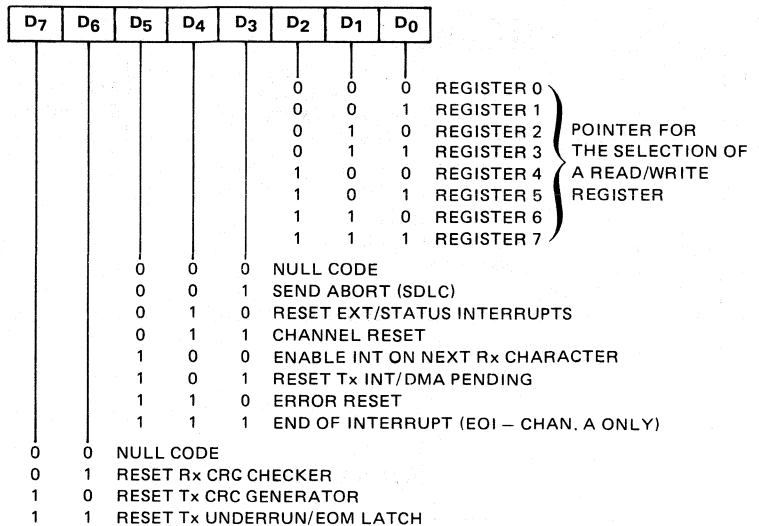 D7 D6 D5 D4 D3 D2 D1 D0
0 0 0 REGISTER 0
0 0 1 REGISTER 1
0 1 0 REGISTER 2
0 1 1 REGISTER 3
1 0 0 REGISTER 4
1 0 1 REGISTER 5
1 1 0 REGISTER 6
1 1 1 REGISTER 7
POINTER FOR
THE SELECTION OF
A READ/WRITE
REGISTER
0 0 0 NULL CODE
0 0 1 SEND ABORT (SDLC)
0 1 0 RESET EXT/STATUS INTERRUPTS
0 1 1 CHANNEL RESET
1 0 0 ENABLE INT ON NEXT Rx CHARACTER
1 0 1 RESET Tx INT/DMA PENDING
1 1 0 ERROR RESET
1 1 1 END OF INTERRUPT (EOI – CHAN. A ONLY)
0 0 NULL CODE
0 1 RESET Rx CRC CHECKER
1 0 RESET Tx CRC GENERATOR
1 1 RESET Tx UNDERRUN/EOM LATCH